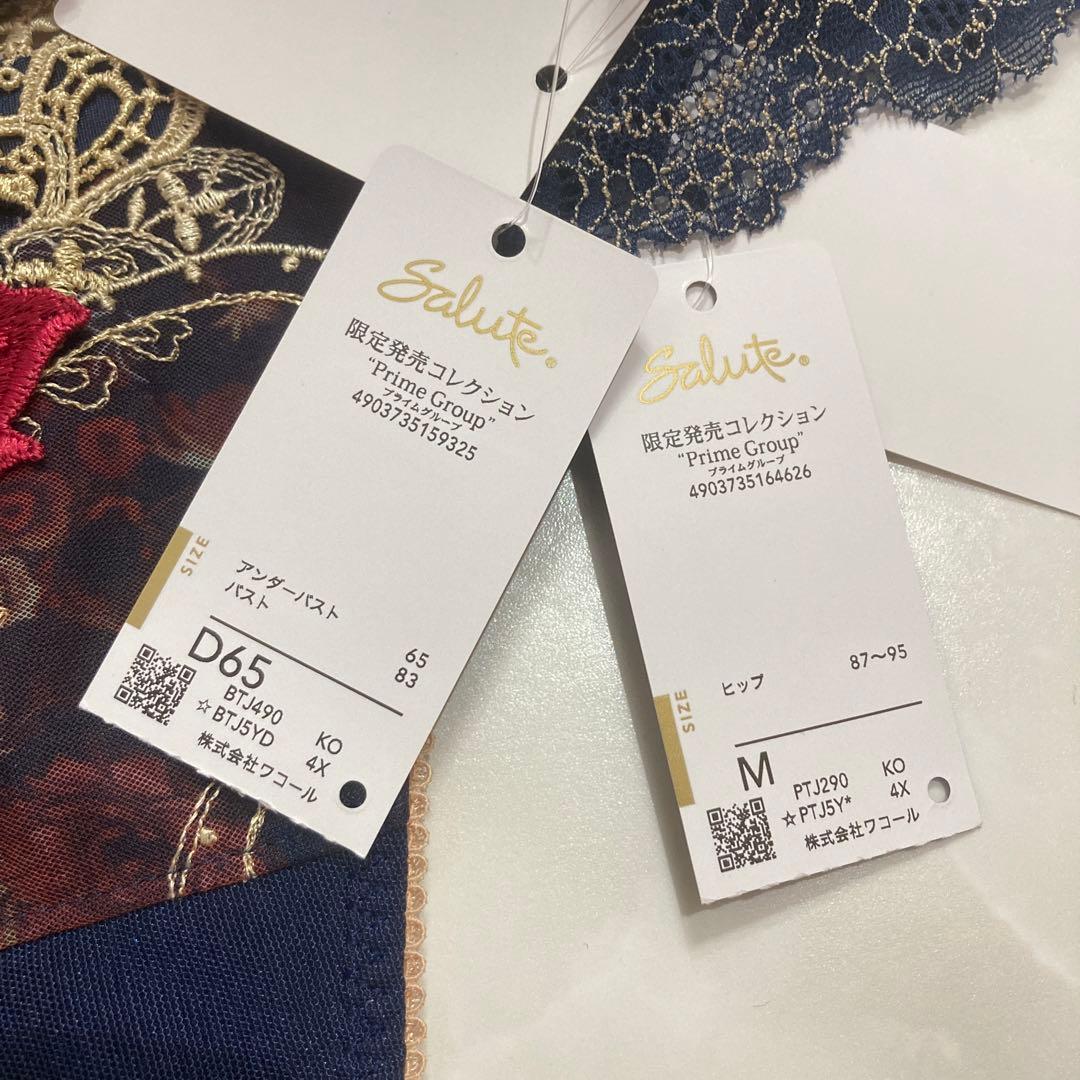 Salute®
限定発売コレクション
"Prime Group"
プライムグループ
4903735159325
SIZE
アンダーバスト 65
バスト 83
D65
BTJ490 KO
☆BTJ5YD 4X
株式会社ワコール
Salute®
限定発売コレクション
"Prime Group"
プライムグループ
4903735164626
SIZE
ヒップ 87〜95
M
PTJ290 KO
☆PTJ5Y* 4X
株式会社ワコール